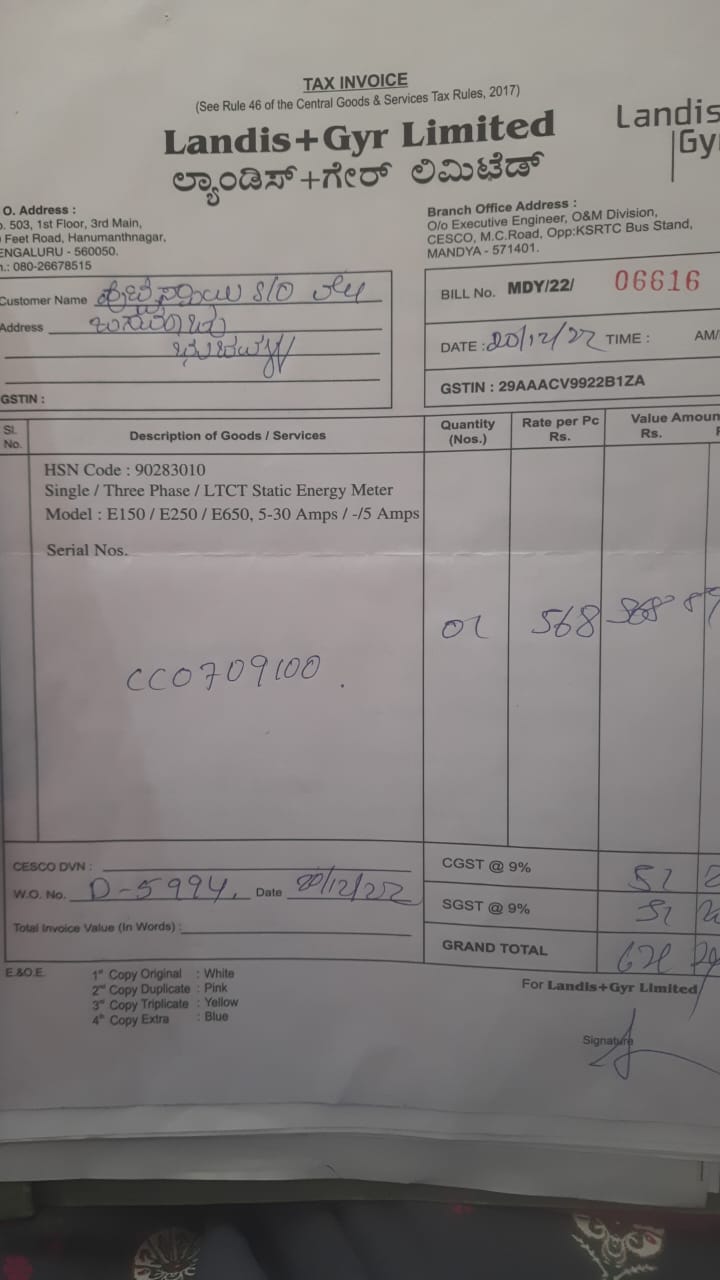 TAX INVOICE
(See Rule 46 of the Central Goods & Services Tax Rules, 2017)
Landis+Gyr Limited
ಲ್ಯಾಂಡಿಸ್+ಗೇರ್ ಲಿಮಿಟೆಡ್
Landis
Gy
O. Address :
. 503, 1st Floor, 3rd Main,
Feet Road, Hanumanthnagar,
ENGALURU - 560050.
.: 080-26678515
Branch Office Address :
O/o Executive Engineer, O&M Division,
CESCO, M.C.Road, Opp:KSRTC Bus Stand,
MANDYA - 571401.
Customer Name S/O
Address
GSTIN :
BILL No. MDY/22/ 06616
DATE : 20/12/22 TIME : AM/
GSTIN : 29AAACV9922B1ZA
Sl. No. Description of Goods / Services Quantity (Nos.) Rate per Pc Rs. Value Amoun Rs.
HSN Code : 90283010
Single / Three Phase / LTCT Static Energy Meter
Model : E150 / E250 / E650, 5-30 Amps / -/5 Amps
Serial Nos.
568 568
CC0709100
CESCO DVN :
W.O. No. D-5994. Date 20/12/22
Total Invoice Value (In Words) :
CGST @ 9% 51
SGST @ 9% 51
GRAND TOTAL
E.&O.E.
1st Copy Original : White
2nd Copy Duplicate : Pink
3rd Copy Triplicate : Yellow
4th Copy Extra : Blue
For Landis+Gyr Limited
Signature